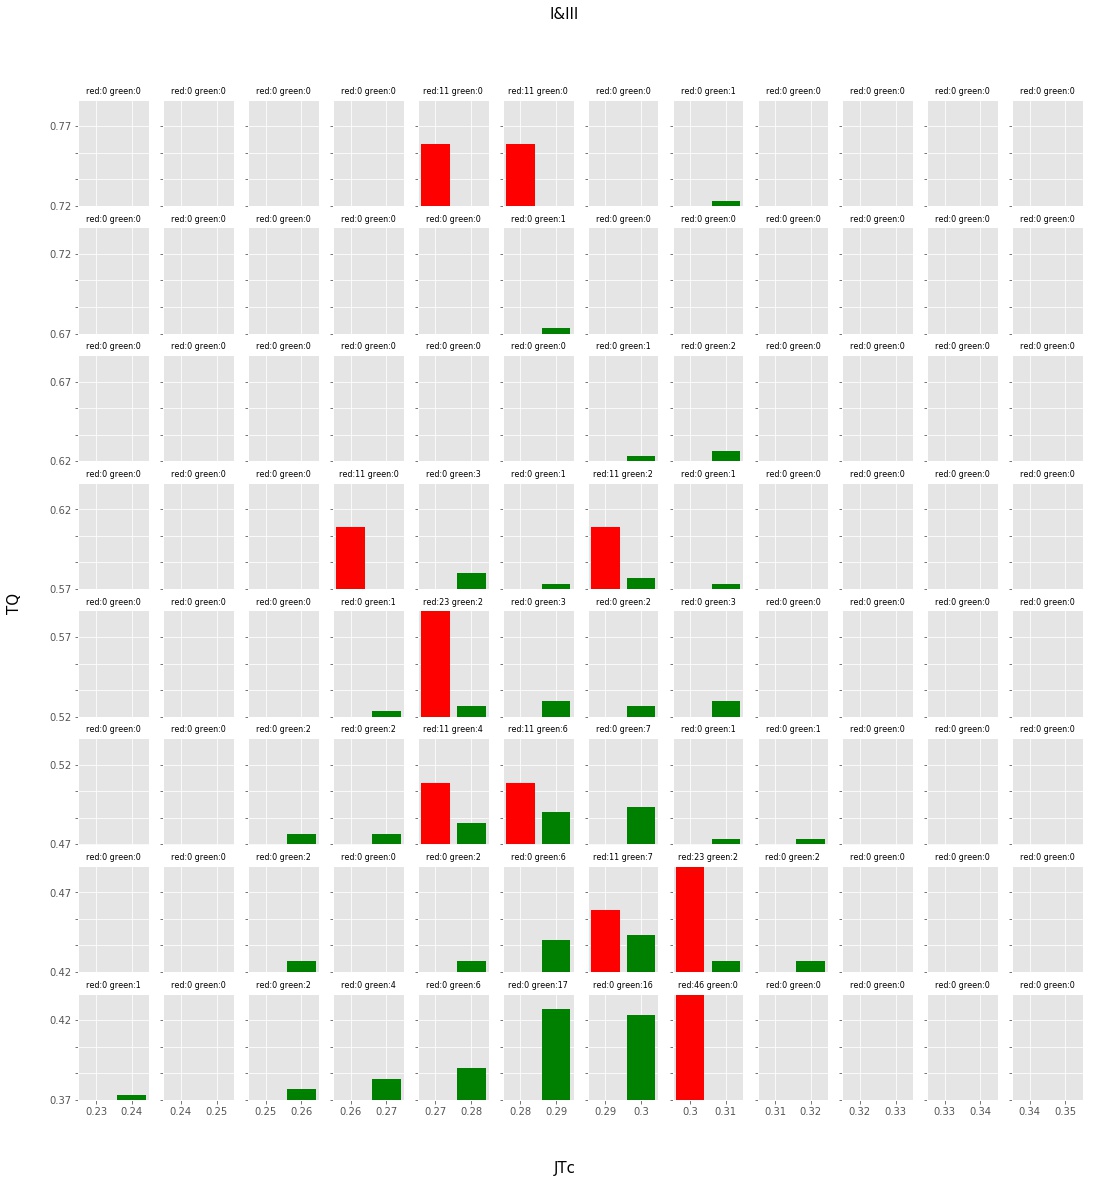 I&III
red:0 green:0 red:0 green:0 red:0 green:0 red:0 green:0 red:11 green:0 red:11 green:0 red:0 green:0 red:0 green:1 red:0 green:0 red:0 green:0 red:0 green:0 red:0 green:0
0.77
0.72
red:0 green:0 red:0 green:0 red:0 green:0 red:0 green:0 red:0 green:0 red:0 green:1 red:0 green:0 red:0 green:0 red:0 green:0 red:0 green:0 red:0 green:0 red:0 green:0
0.72
0.67
red:0 green:0 red:0 green:0 red:0 green:0 red:0 green:0 red:0 green:0 red:0 green:0 red:0 green:1 red:0 green:2 red:0 green:0 red:0 green:0 red:0 green:0 red:0 green:0
0.67
0.62
red:0 green:0 red:0 green:0 red:0 green:0 red:11 green:0 red:0 green:3 red:0 green:1 red:11 green:2 red:0 green:1 red:0 green:0 red:0 green:0 red:0 green:0 red:0 green:0
0.62
0.57
TQ
red:0 green:0 red:0 green:0 red:0 green:0 red:0 green:1 red:23 green:2 red:0 green:3 red:0 green:2 red:0 green:3 red:0 green:0 red:0 green:0 red:0 green:0 red:0 green:0
0.57
0.52
red:0 green:0 red:0 green:0 red:0 green:2 red:0 green:2 red:11 green:4 red:11 green:6 red:0 green:7 red:0 green:1 red:0 green:1 red:0 green:0 red:0 green:0 red:0 green:0
0.52
0.47
red:0 green:0 red:0 green:0 red:0 green:2 red:0 green:0 red:0 green:2 red:0 green:6 red:11 green:7 red:23 green:2 red:0 green:2 red:0 green:0 red:0 green:0 red:0 green:0
0.47
0.42
red:0 green:1 red:0 green:0 red:0 green:2 red:0 green:4 red:0 green:6 red:0 green:17 red:0 green:16 red:46 green:0 red:0 green:0 red:0 green:0 red:0 green:0 red:0 green:0
0.42
0.37
0.23 0.24 0.24 0.25 0.25 0.26 0.26 0.27 0.27 0.28 0.28 0.29 0.29 0.3 0.3 0.31 0.31 0.32 0.32 0.33 0.33 0.34 0.34 0.35
JTc